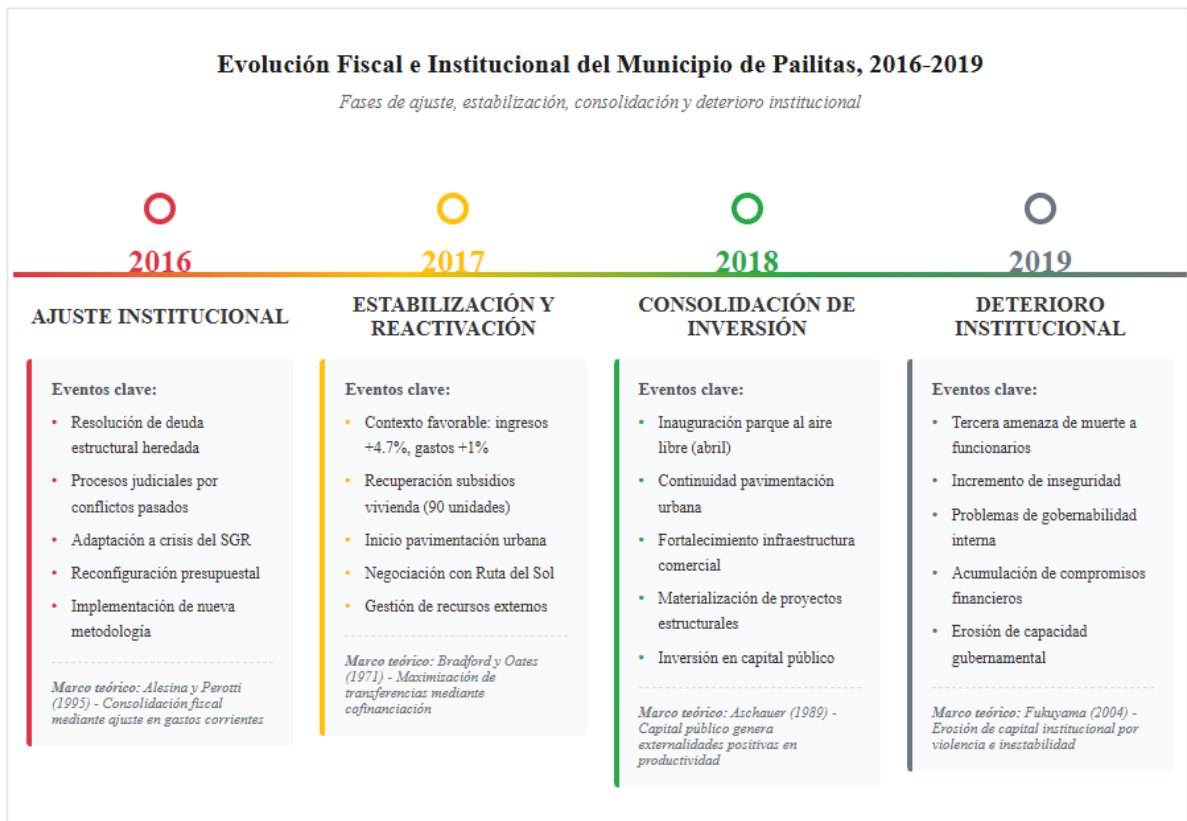 Evolución Fiscal e Institucional del Municipio de Pailitas, 2016-2019
Fases de ajuste, estabilización, consolidación y deterioro institucional
2016
AJUSTE INSTITUCIONAL
Eventos clave:
• Resolución de deuda
estructural heredada
• Procesos judiciales por
conflictos pasados
• Adaptación a crisis del SGR
• Reconfiguración presupuestal
• Implementación de nueva
metodología
Marco teórico: Alesina y Perotti
(1995) - Consolidación fiscal
mediante ajuste en gastos corrientes
2017
ESTABILIZACIÓN Y
REACTIVACIÓN
Eventos clave:
• Contexto favorable: ingresos
+4.7%, gastos +1%
• Recuperación subsidios
vivienda (90 unidades)
• Inicio pavimentación urbana
• Negociación con Ruta del Sol
• Gestión de recursos externos
Marco teórico: Bradford y Oates
(1971) - Maximización de
transferencias mediante
cofinanciación
2018
CONSOLIDACIÓN DE
INVERSIÓN
Eventos clave:
• Inauguración parque al aire
libre (abril)
• Continuidad pavimentación
urbana
• Fortalecimiento infraestructura
comercial
• Materialización de proyectos
estructurales
• Inversión en capital público
Marco teórico: Aschauer (1989) -
Capital público genera
externalidades positivas en
productividad
2019
DETERIORO
INSTITUCIONAL
Eventos clave:
• Tercera amenaza de muerte a
funcionarios
• Incremento de inseguridad
• Problemas de gobernabilidad
interna
• Acumulación de compromisos
financieros
• Erosión de capacidad
gubernamental
Marco teórico: Fukuyama (2004) -
Erosión de capital institucional por
violencia e inestabilidad